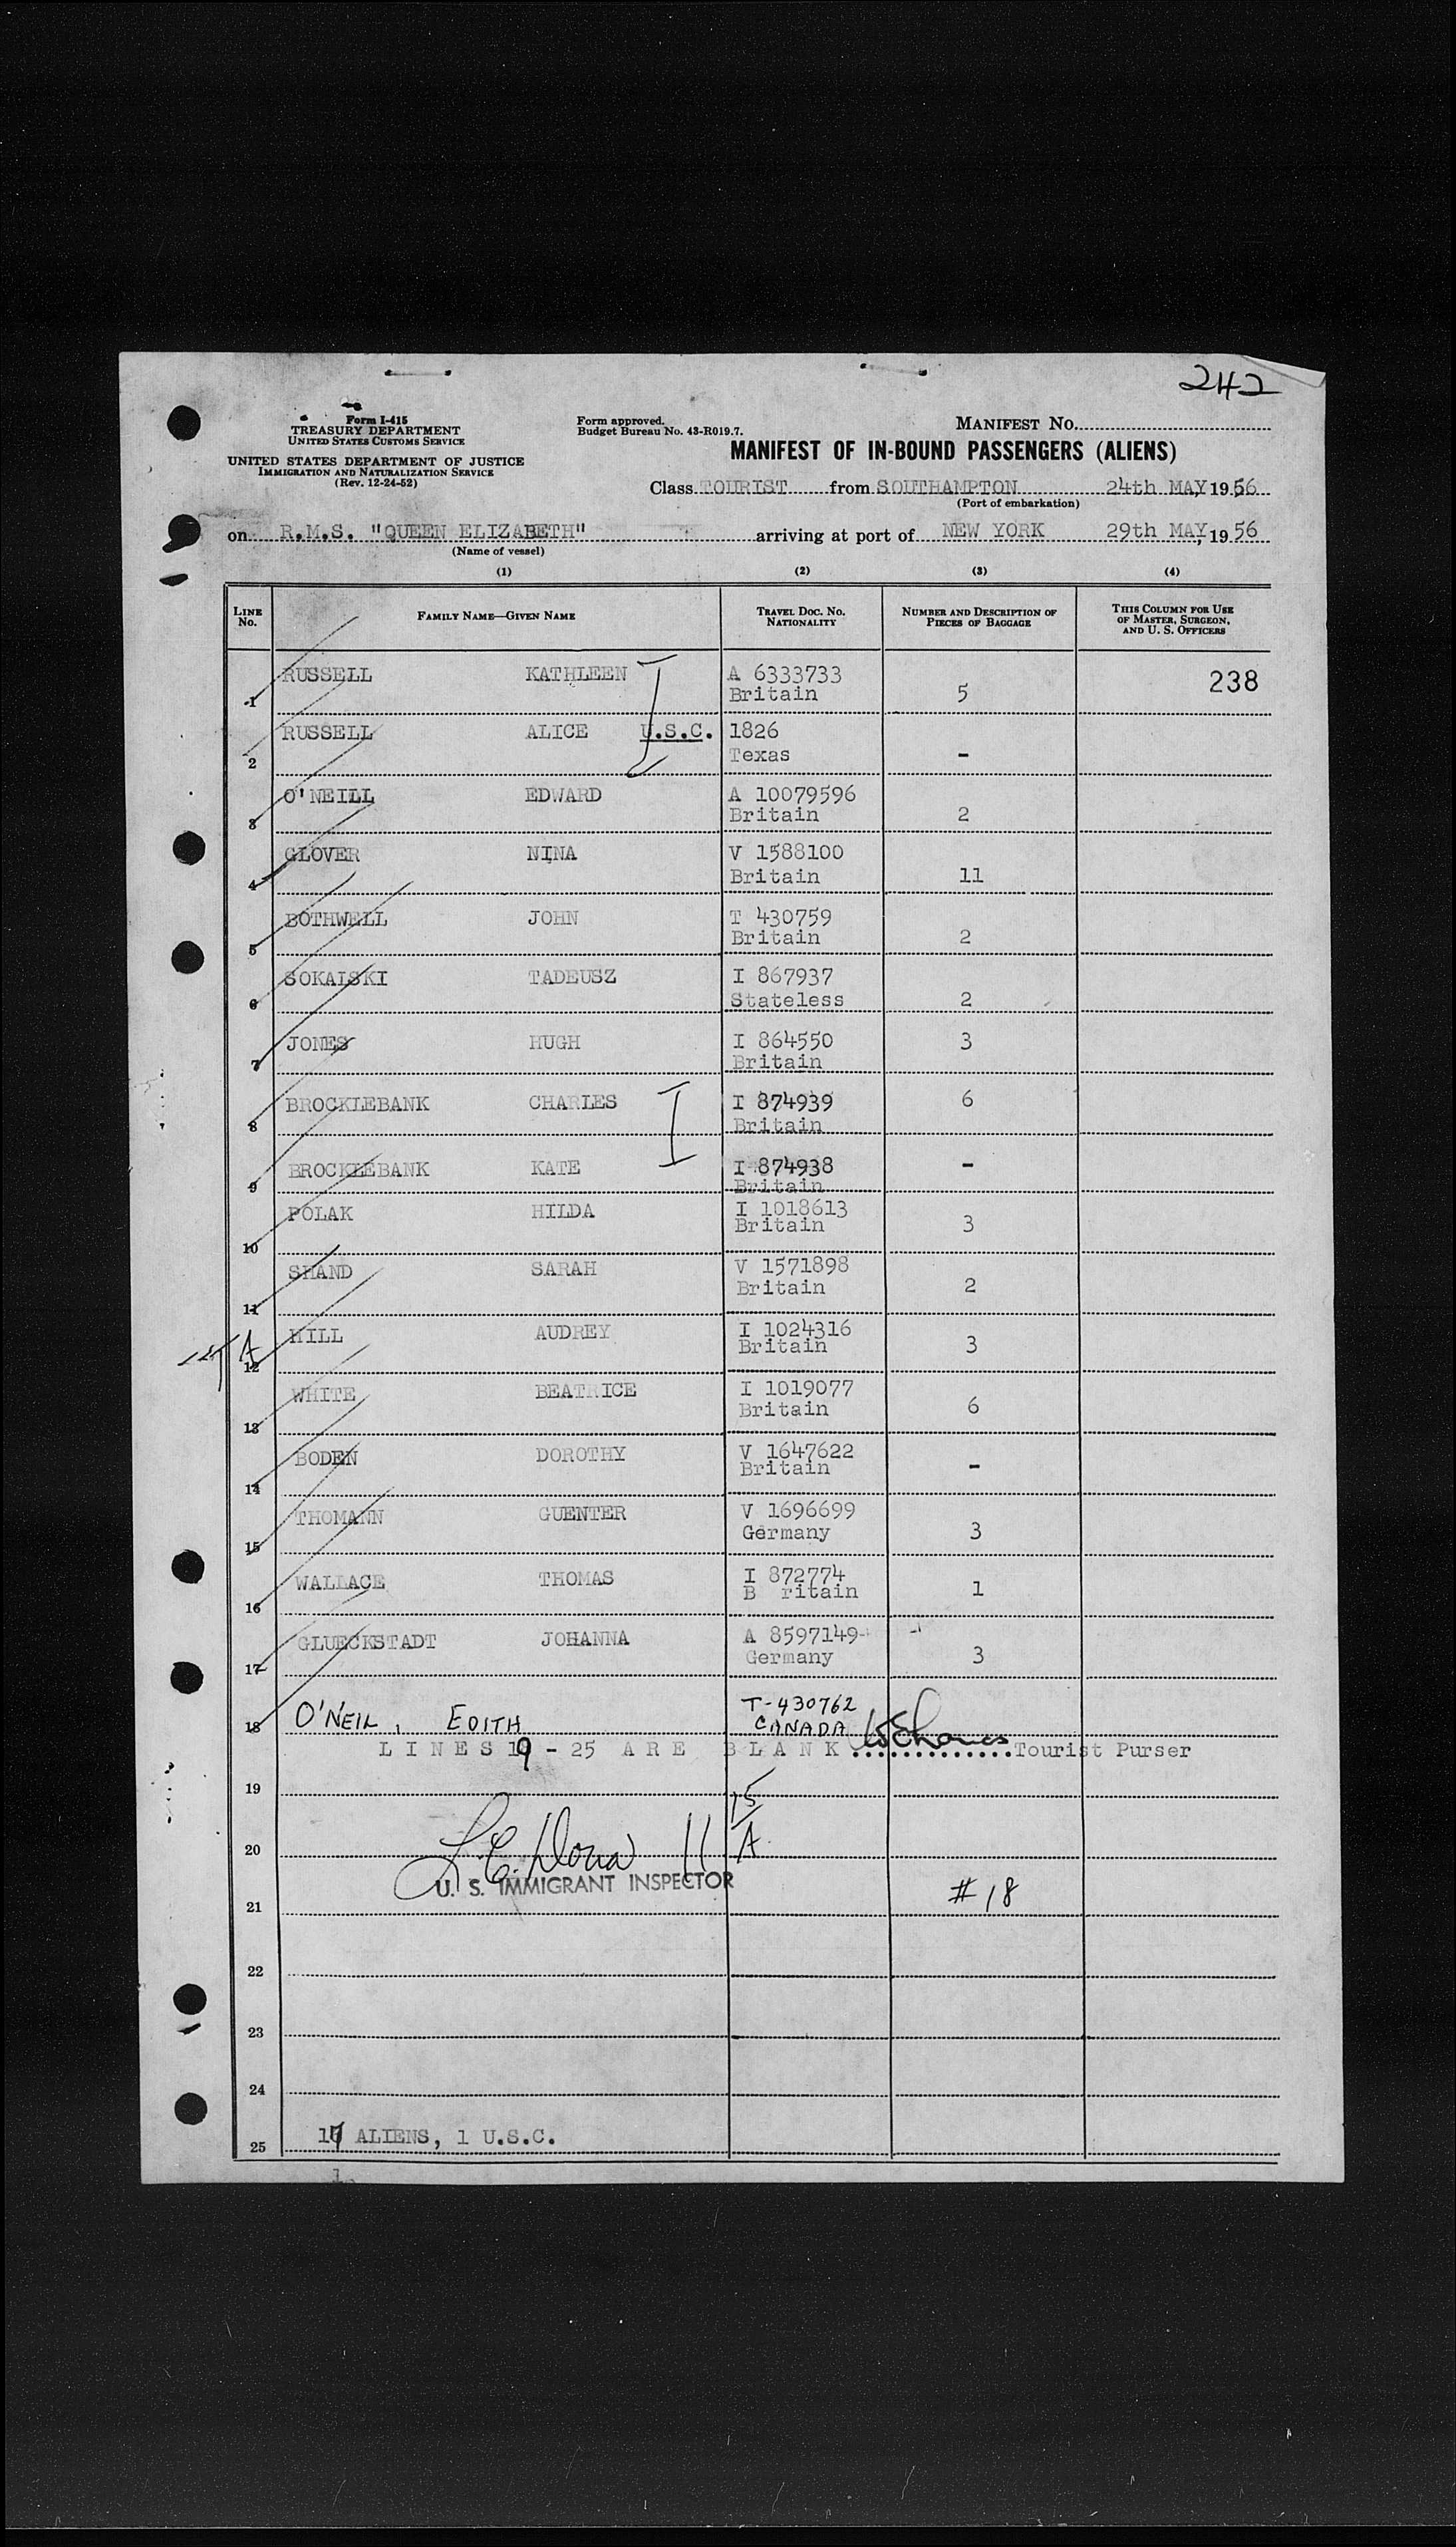 242
Form I-415
TREASURY DEPARTMENT
UNITED STATES CUSTOMS SERVICE
UNITED STATES DEPARTMENT OF JUSTICE
IMMIGRATION AND NATURALIZATION SERVICE
(Rev. 12-24-52)
Form approved.
Budget Bureau No. 43-R019.7.
MANIFEST No.
MANIFEST OF IN-BOUND PASSENGERS (ALIENS)
Class TOURIST from SOUTHAMPTON 24th MAY, 1956
(Port of embarkation)
on R.M.S. "QUEEN ELIZABETH" arriving at port of NEW YORK 29th MAY, 1956
(Name of vessel)
(1) (2) (3) (4)
LINE No. FAMILY NAME—GIVEN NAME TRAVEL DOC. NO. NATIONALITY NUMBER AND DESCRIPTION OF PIECES OF BAGGAGE THIS COLUMN FOR USE OF MASTER, SURGEON, AND U. S. OFFICERS
1 RUSSELL KATHLEEN A 6333733 Britain 5 238
2 RUSSELL ALICE U.S.C. 1826 Texas -
3 O'NEILL EDWARD A 10079596 Britain 2
4 GLOVER NINA V 1588100 Britain 11
5 BOTHWELL JOHN T 430759 Britain 2
6 SOKALSKI TADEUSZ I 867937 Stateless 2
7 JONES HUGH I 864550 Britain 3
8 BROCKLEBANK CHARLES I 874939 Britain 6
9 BROCKLEBANK KATE I 874938 Britain -
10 POLAK HILDA I 1018613 Britain 3
11 SHAND SARAH V 1571898 Britain 2
12 HILL AUDREY I 1024316 Britain 3
13 WHITE BEATRICE I 1019077 Britain 6
14 BODEN DOROTHY V 1647622 Britain -
15 THOMANN GUENTER V 1696699 Germany 3
16 WALLACE THOMAS I 872774 B ritain 1
17 GLUECKSTADT JOHANNA A 8597149 Germany 3
18 O'NEIL, EDITH T-430762 CANADA
LINES 19 - 25 ARE BLANK Tourist Purser
19
20
U. S. IMMIGRANT INSPECTOR
21 # 18
22
23
24
25 17 ALIENS, 1 U.S.C.